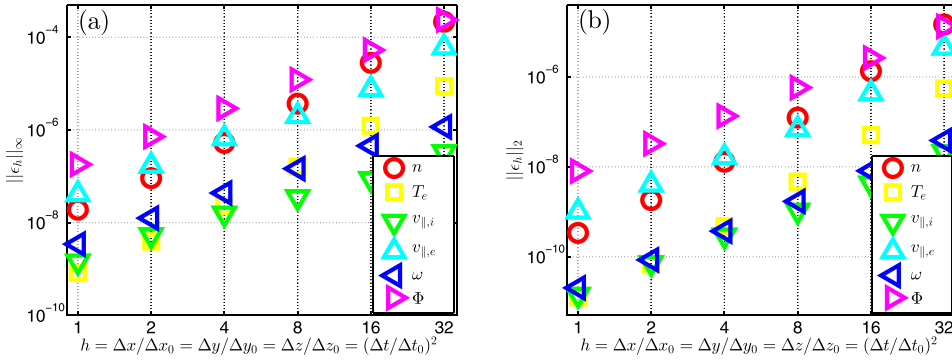 (a)
10^{-4}
10^{-6}
10^{-8}
10^{-10}
||ϵ_h||_∞
n
T_e
v_{∥,i}
v_{∥,e}
ω
Φ
1 2 4 8 16 32
h = Δx/Δx_0 = Δy/Δy_0 = Δz/Δz_0 = (Δt/Δt_0)^2
(b)
10^{-6}
10^{-8}
10^{-10}
||ϵ_h||_2
n
T_e
v_{∥,i}
v_{∥,e}
ω
Φ
1 2 4 8 16 32
h = Δx/Δx_0 = Δy/Δy_0 = Δz/Δz_0 = (Δt/Δt_0)^2